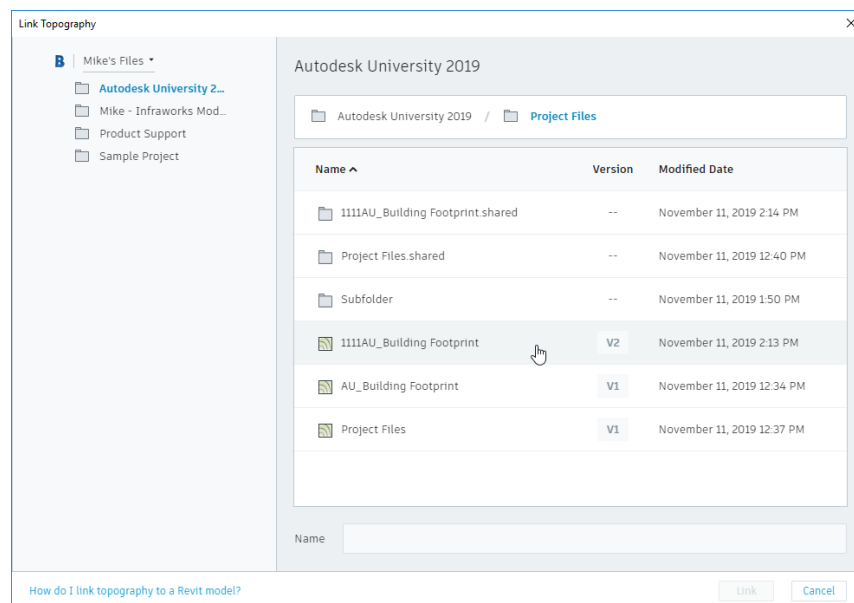 Link Topography
B Mike's Files
Autodesk University 2...
Mike - Infraworks Mod...
Product Support
Sample Project
Autodesk University 2019
Autodesk University 2019 / Project Files
Name Version Modified Date
1111AU_Building Footprint.shared -- November 11, 2019 2:14 PM
Project Files.shared -- November 11, 2019 12:40 PM
Subfolder -- November 11, 2019 1:50 PM
1111AU_Building Footprint V2 November 11, 2019 2:13 PM
AU_Building Footprint V1 November 11, 2019 12:34 PM
Project Files V1 November 11, 2019 12:37 PM
Name
How do I link topography to a Revit model?
Link Cancel